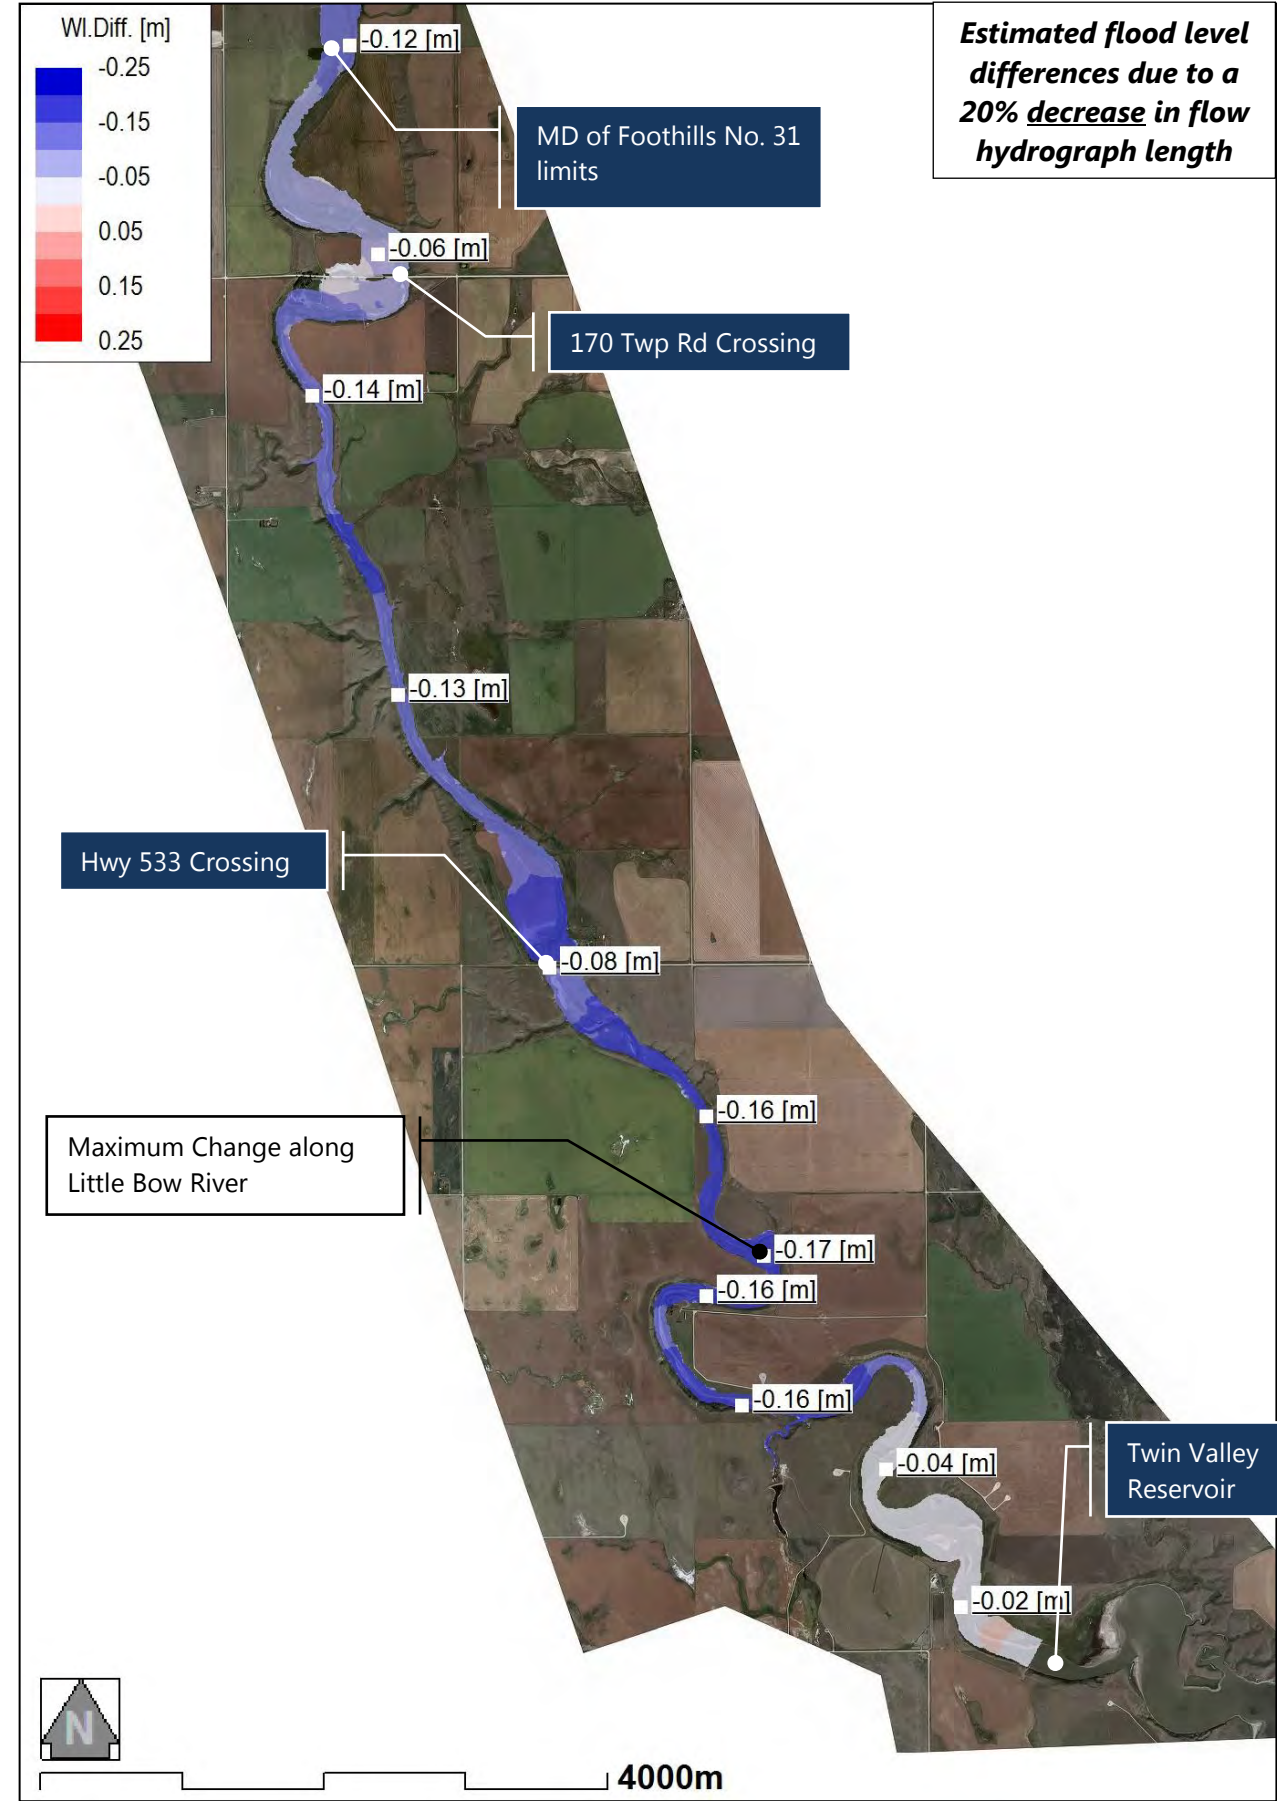 Wl.Diff. [m]
-0.25
-0.15
-0.05
0.05
0.15
0.25
Estimated flood level
differences due to a
20% decrease in flow
hydrograph length
-0.12 [m]
MD of Foothills No. 31
limits
-0.06 [m]
170 Twp Rd Crossing
-0.14 [m]
-0.13 [m]
Hwy 533 Crossing
-0.08 [m]
-0.16 [m]
Maximum Change along
Little Bow River
-0.17 [m]
-0.16 [m]
-0.16 [m]
-0.04 [m]
Twin Valley
Reservoir
-0.02 [m]
N
4000m